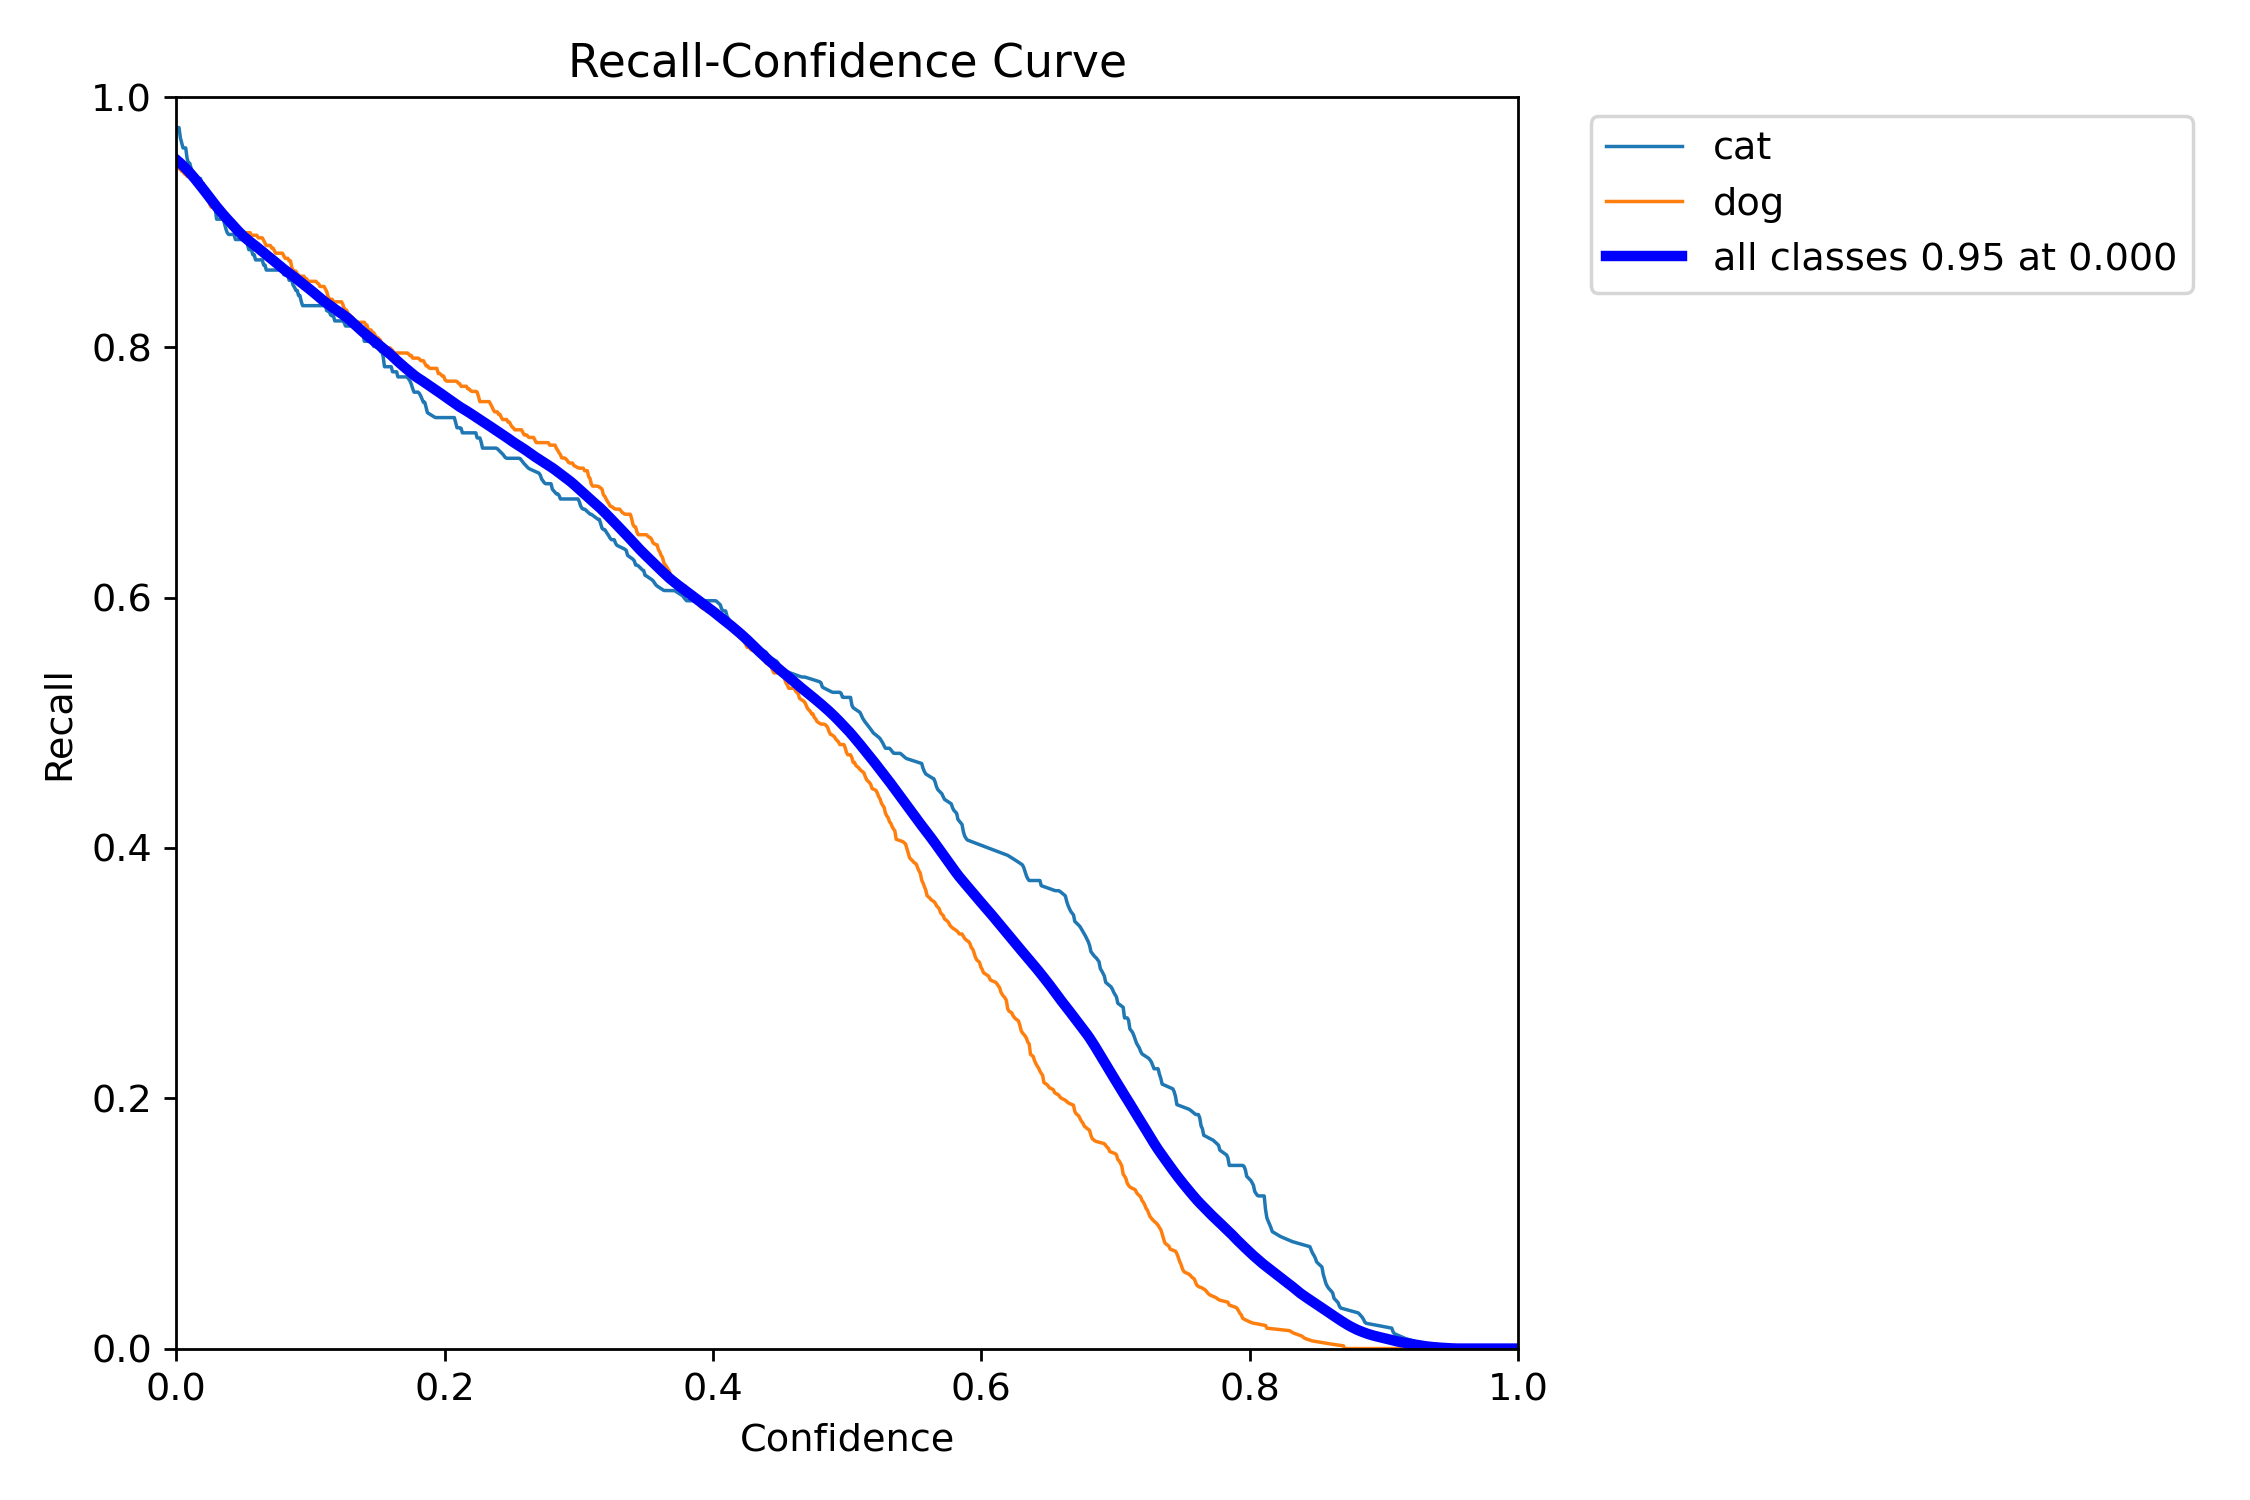 Recall-Confidence Curve
cat
dog
all classes 0.95 at 0.000
1.0
0.8
0.6
0.4
0.2
0.0
Recall
0.0 0.2 0.4 0.6 0.8 1.0
Confidence